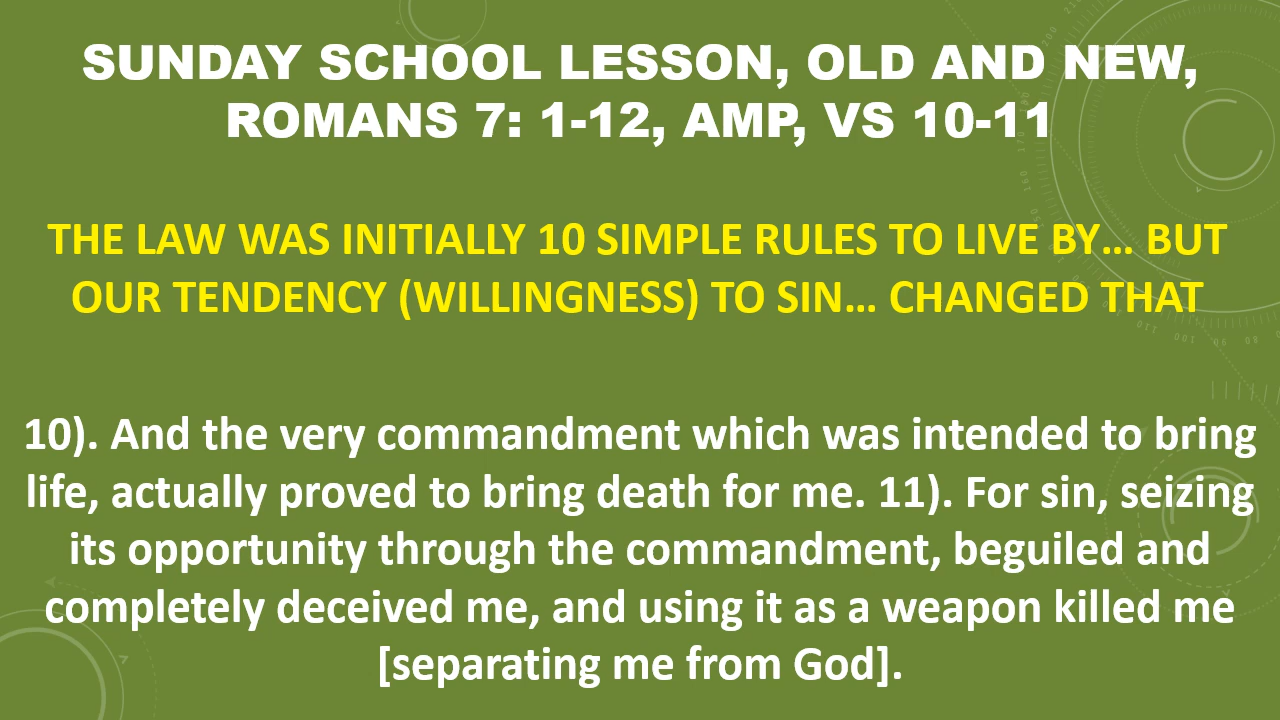 SUNDAY SCHOOL LESSON, OLD AND NEW,
ROMANS 7: 1-12, AMP, VS 10-11
THE LAW WAS INITIALLY 10 SIMPLE RULES TO LIVE BY… BUT
OUR TENDENCY (WILLINGNESS) TO SIN… CHANGED THAT
10). And the very commandment which was intended to bring
life, actually proved to bring death for me. 11). For sin, seizing
its opportunity through the commandment, beguiled and
completely deceived me, and using it as a weapon killed me
[separating me from God].